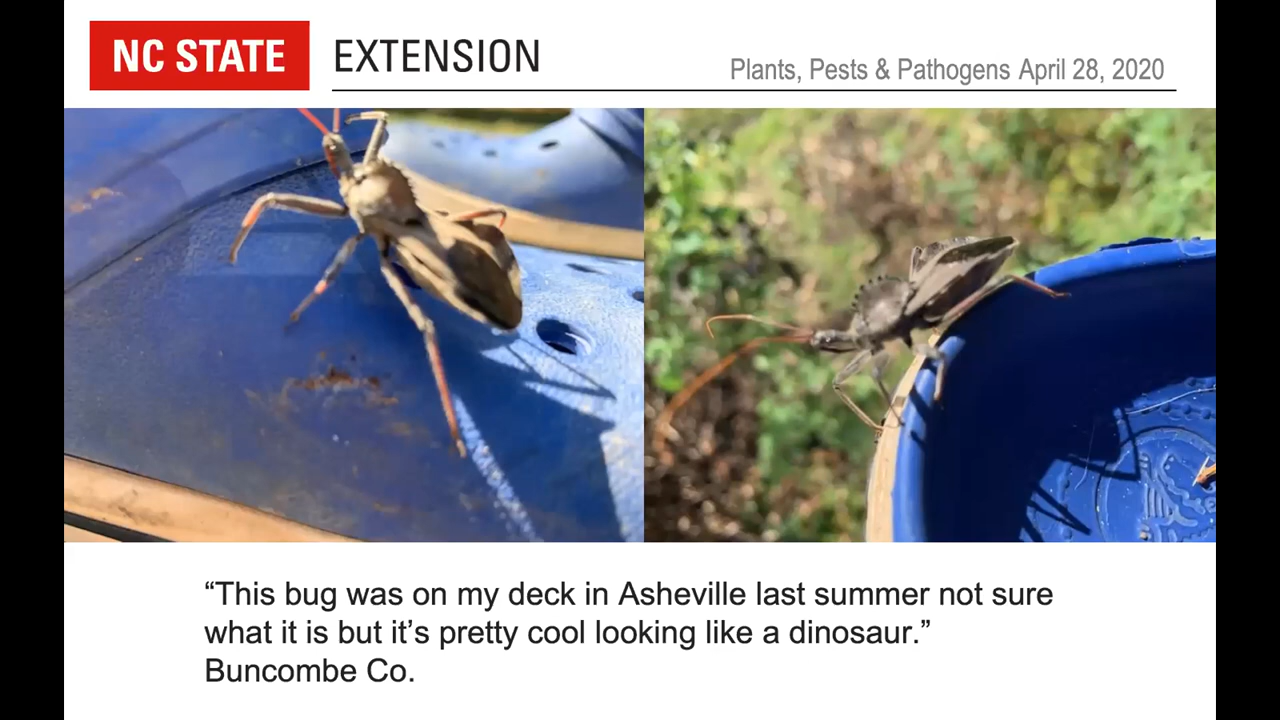 NC STATE EXTENSION
Plants, Pests & Pathogens April 28, 2020
“This bug was on my deck in Asheville last summer not sure
what it is but it’s pretty cool looking like a dinosaur.”
Buncombe Co.